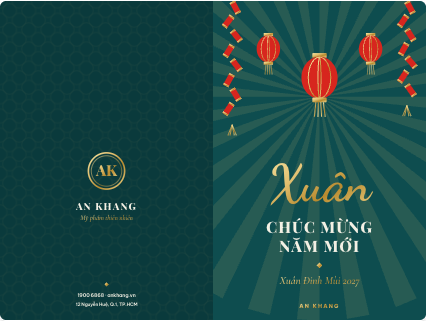 AK
AN KHANG
Mỹ phẩm thiên nhiên
1900 6868 · ankhang.vn
12 Nguyễn Huệ, Q.1, TP. HCM
Xuân
CHÚC MỪNG
NĂM MỚI
Xuân Đinh Mùi 2027
AN KHANG